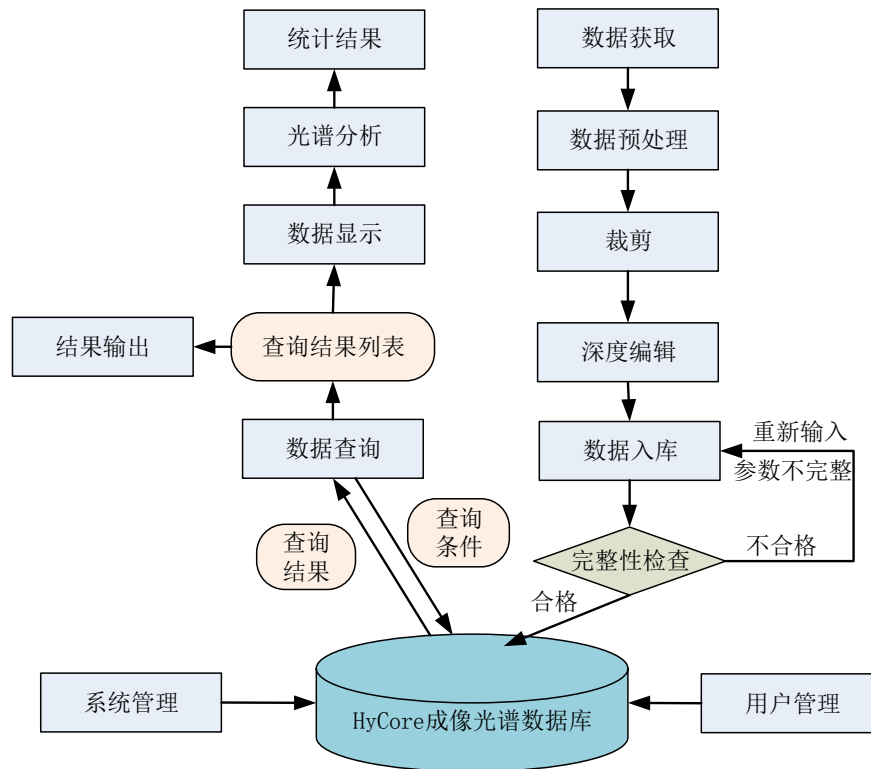 统计结果
数据获取
光谱分析
数据预处理
数据显示
裁剪
结果输出
查询结果列表
深度编辑
数据查询
数据入库
重新输入
参数不完整
查询
条件
查询
结果
完整性检查
不合格
合格
系统管理
HyCore成像光谱数据库
用户管理